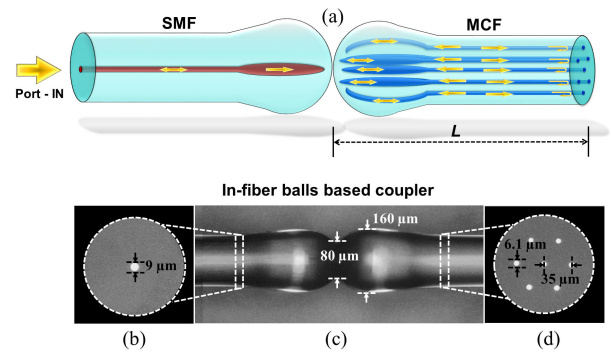 (a)
SMF
MCF
Port - IN
L
In-fiber balls based coupler
9 µm
160 µm
80 µm
6.1 µm
35 µm
(b)
(c)
(d)